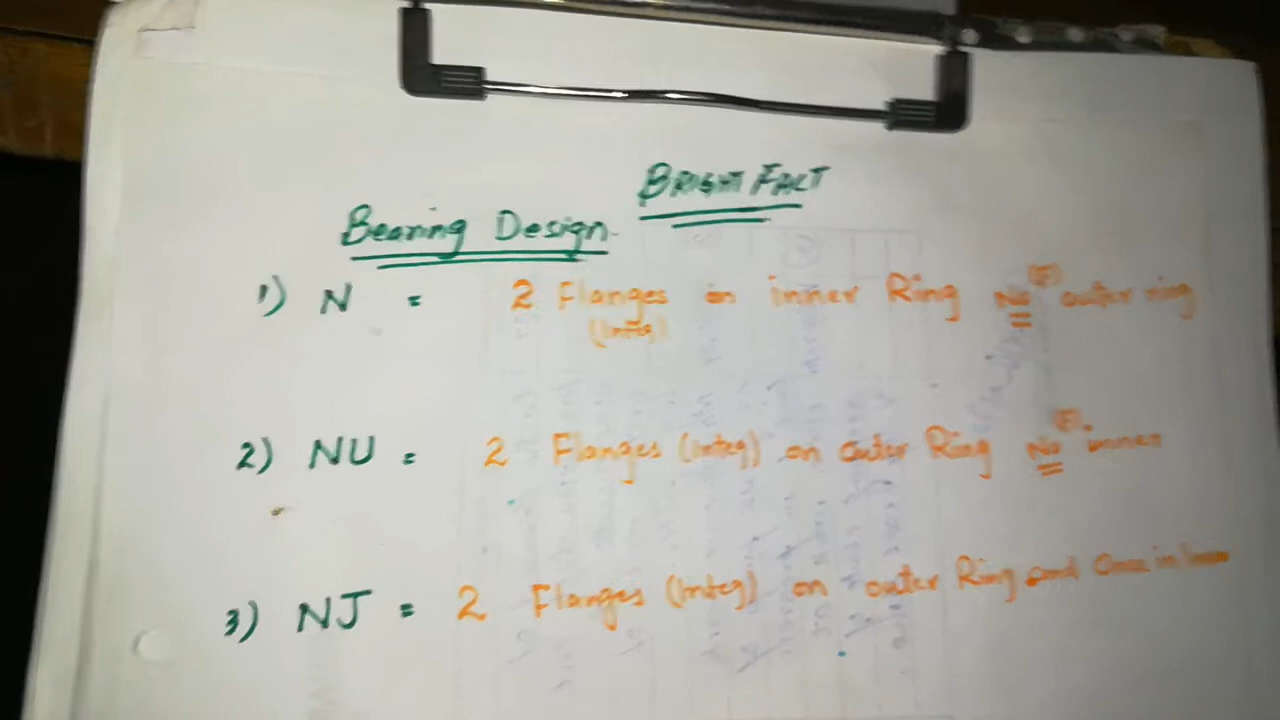 BRIGHT FACT
Bearing Design.
1) N = 2 Flanges on inner Ring No (F) outer ring
(Integ)
2) NU = 2 Flanges (Integ) on outer Ring No (F). inner
3) NJ = 2 Flanges (Integ) on outer Ring and one in Inner